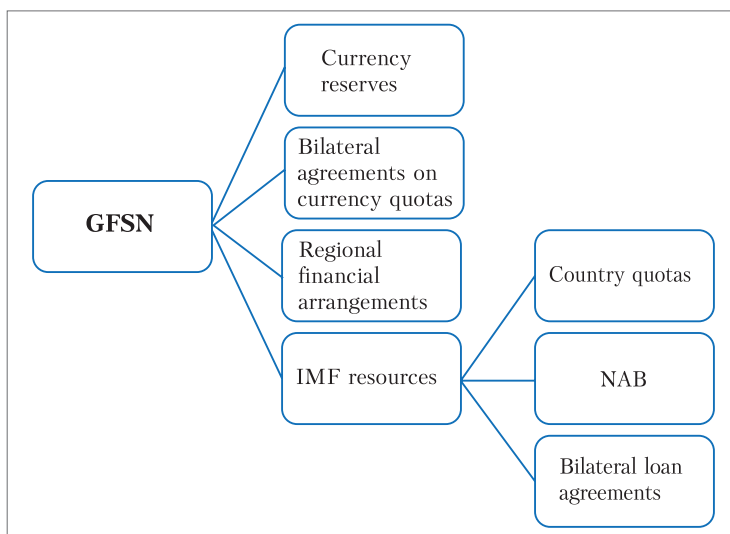 Currency
reserves
Bilateral
agreements on
currency quotas
GFSN
Regional
financial
arrangements
Country quotas
IMF resources
NAB
Bilateral loan
agreements